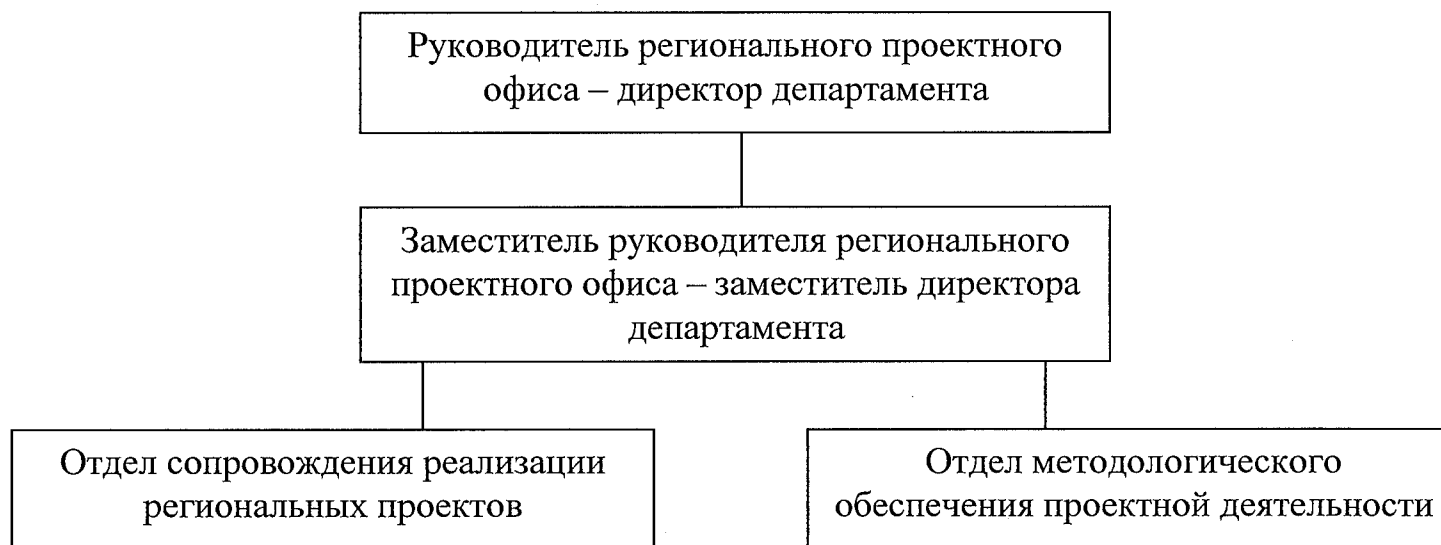 Руководитель регионального проектного
офиса – директор департамента
Заместитель руководителя регионального
проектного офиса – заместитель директора
департамента
Отдел сопровождения реализации
региональных проектов
Отдел методологического
обеспечения проектной деятельности